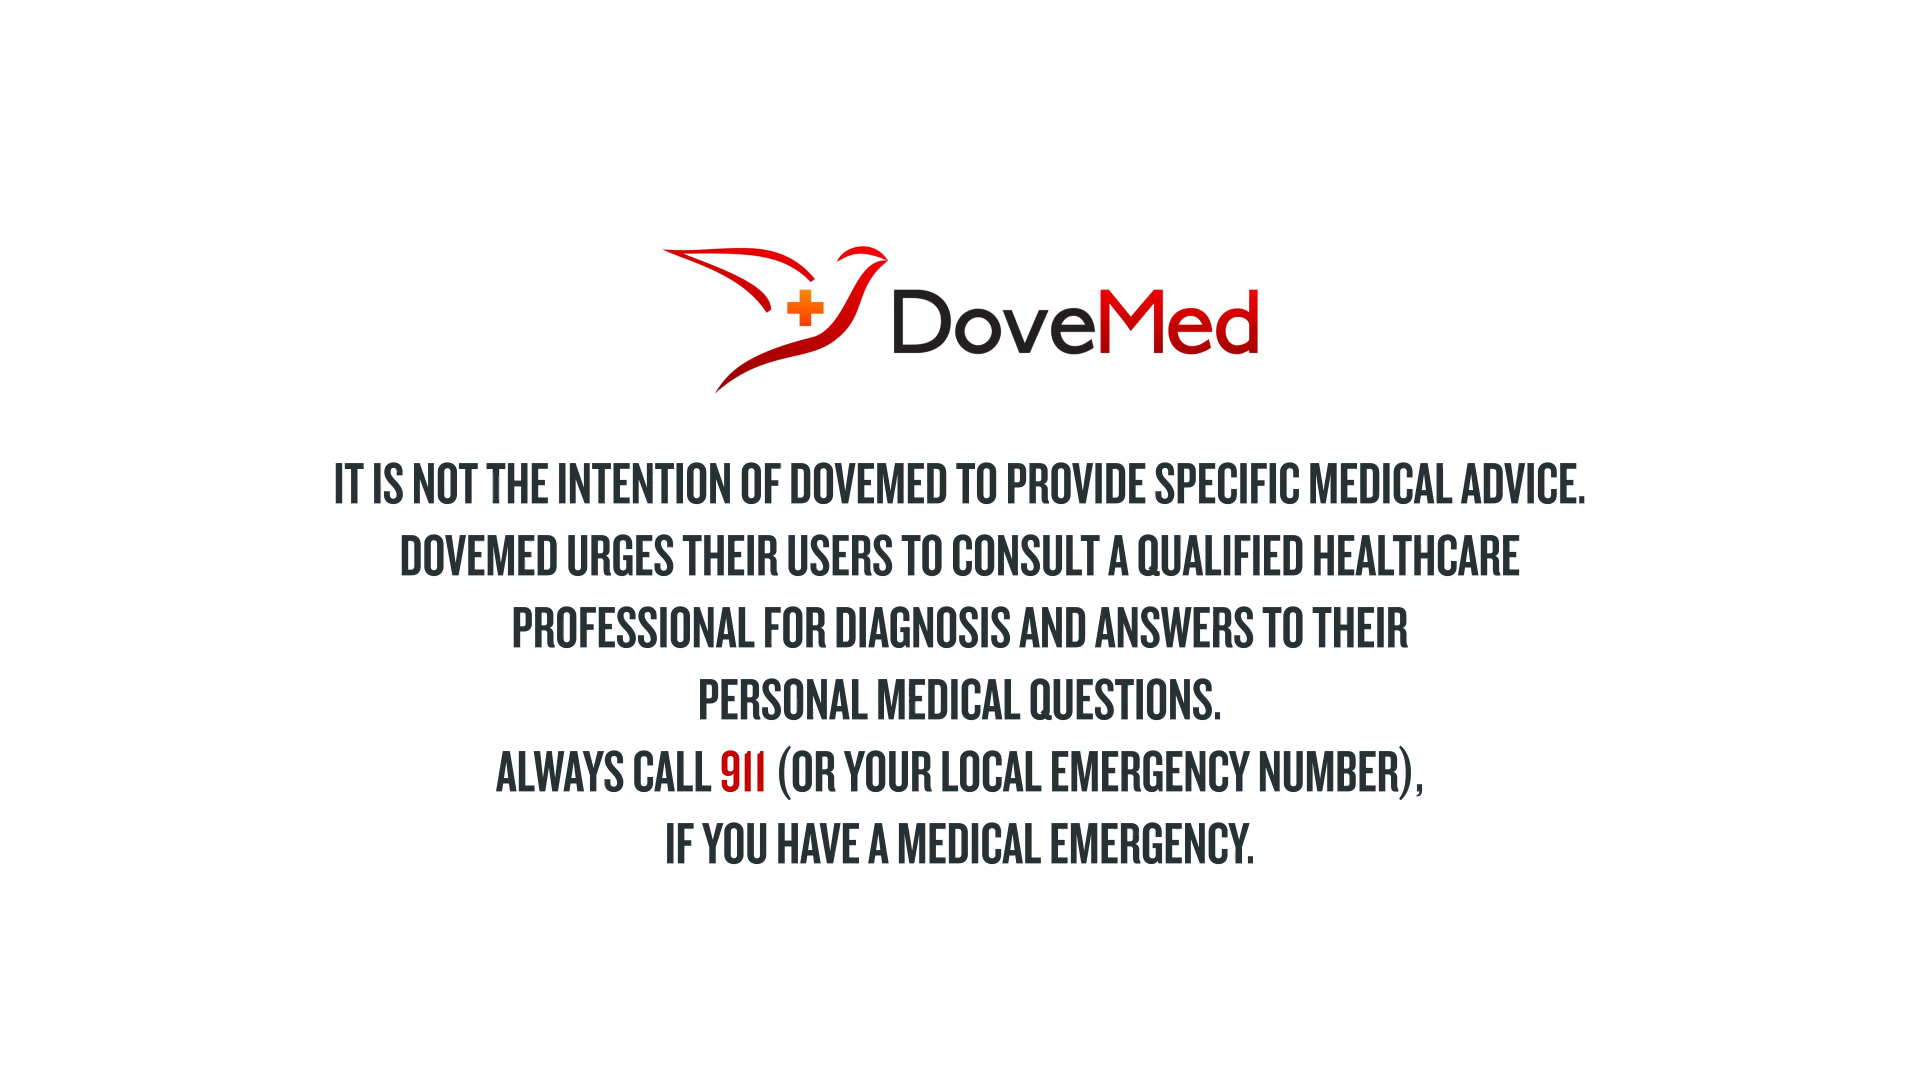 DoveMed
IT IS NOT THE INTENTION OF DOVEMED TO PROVIDE SPECIFIC MEDICAL ADVICE.
DOVEMED URGES THEIR USERS TO CONSULT A QUALIFIED HEALTHCARE
PROFESSIONAL FOR DIAGNOSIS AND ANSWERS TO THEIR
PERSONAL MEDICAL QUESTIONS.
ALWAYS CALL 911 (OR YOUR LOCAL EMERGENCY NUMBER),
IF YOU HAVE A MEDICAL EMERGENCY.